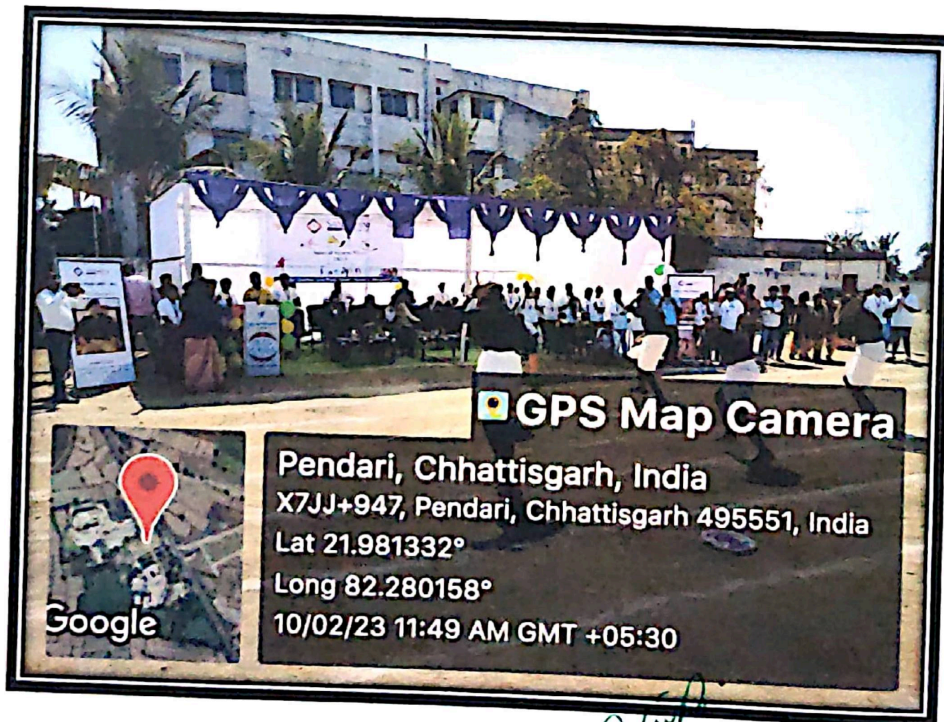 GPS Map Camera
Pendari, Chhattisgarh, India
X7JJ+947, Pendari, Chhattisgarh 495551, India
Lat 21.981332°
Long 82.280158°
10/02/23 11:49 AM GMT +05:30
Google